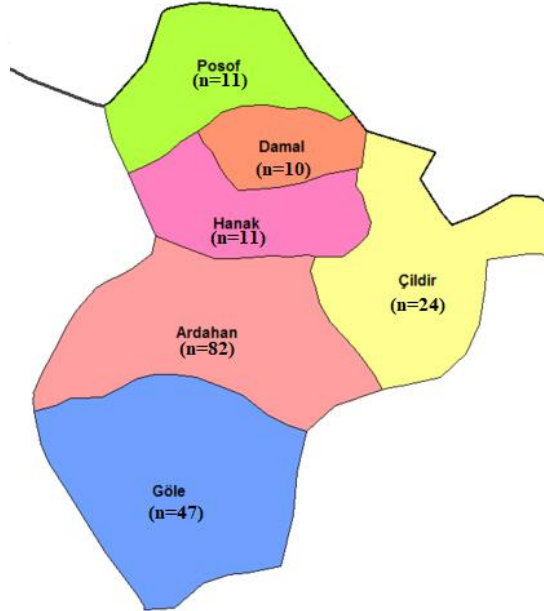 Posof
(n=11)
Damal
(n=10)
Hanak
(n=11)
Çildir
(n=24)
Ardahan
(n=82)
Göle
(n=47)